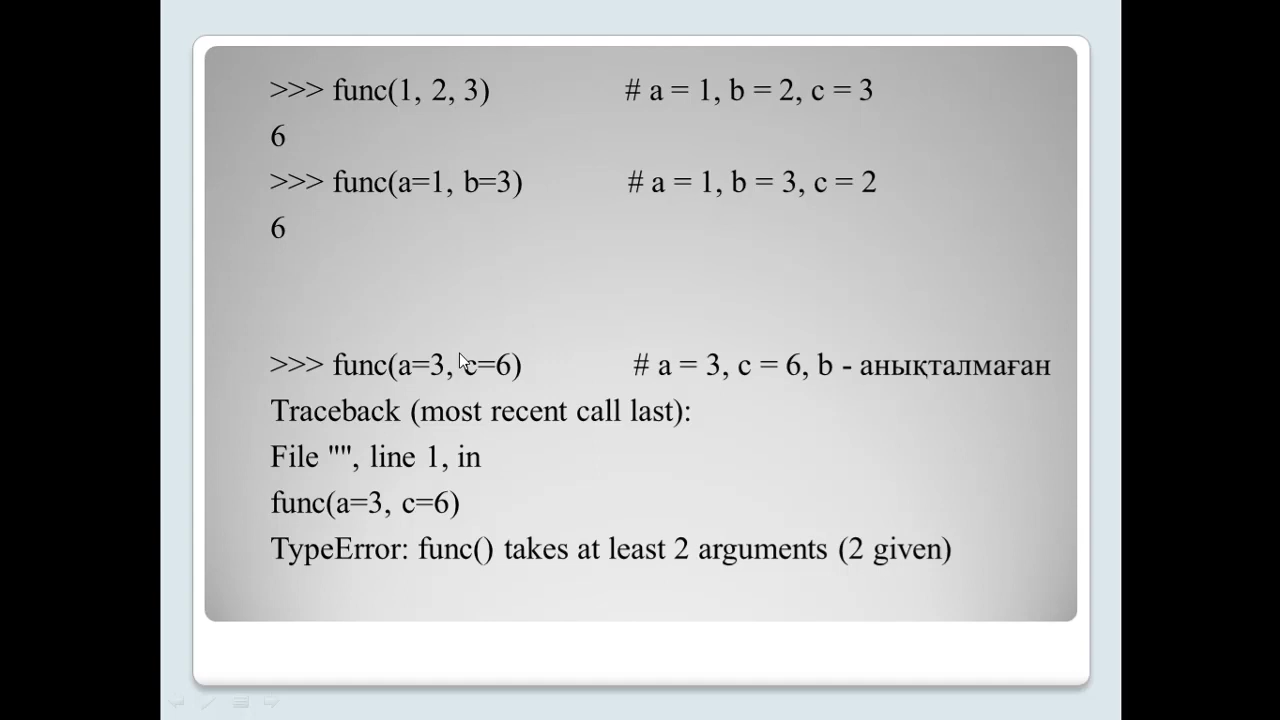 >>> func(1, 2, 3) # a = 1, b = 2, c = 3
6
>>> func(a=1, b=3) # a = 1, b = 3, c = 2
6
>>> func(a=3, c=6) # a = 3, c = 6, b - анықталмаған
Traceback (most recent call last):
File "", line 1, in
func(a=3, c=6)
TypeError: func() takes at least 2 arguments (2 given)